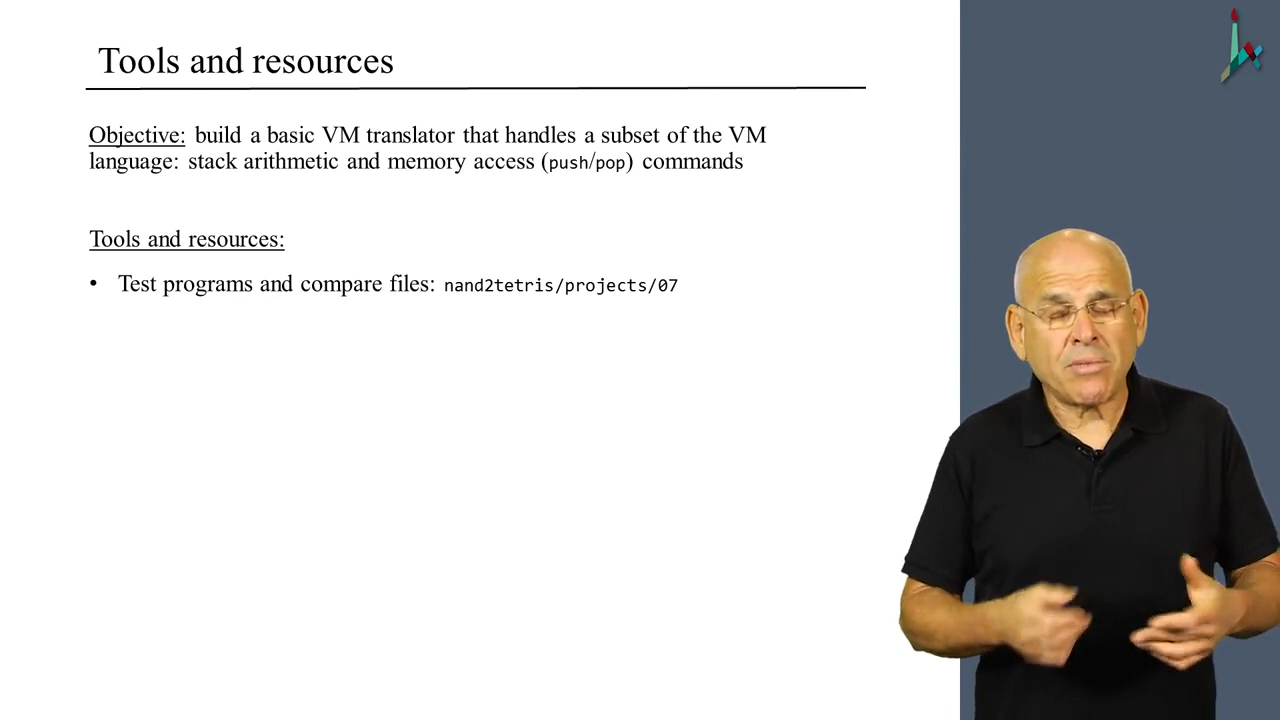 Tools and resources
Objective: build a basic VM translator that handles a subset of the VM
language: stack arithmetic and memory access (push/pop) commands
Tools and resources:
• Test programs and compare files: nand2tetris/projects/07